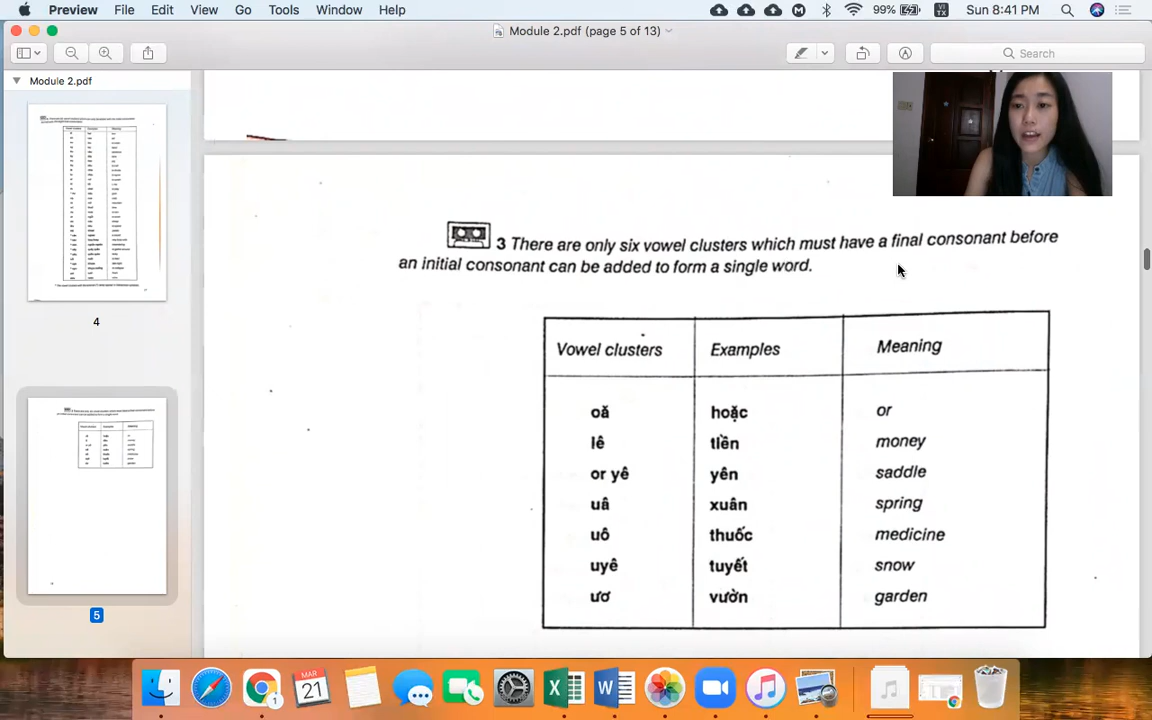 Preview File Edit View Go Tools Window Help 99% VI TX Sun 8:41 PM
Module 2.pdf (page 5 of 13)
Search
Module 2.pdf
4
5
3 There are only six vowel clusters which must have a final consonant before
an initial consonant can be added to form a single word.
Vowel clusters Examples Meaning
oă hoặc or
lê tiền money
or yê yên saddle
uâ xuân spring
uô thuốc medicine
uyê tuyết snow
ươ vườn garden
MAR
21